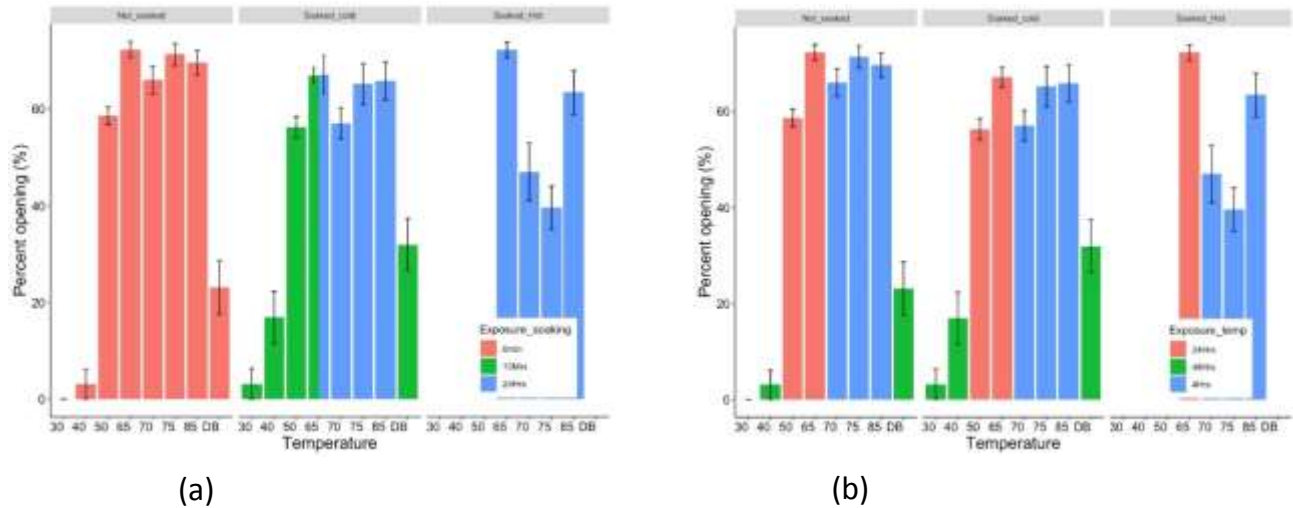 Not_soaked Soaked_cold Soaked_Hot
Percent opening (%)
60
40
20
0
Exposure_soaking
0min
24Hrs
30 40 50 65 70 75 85 DB 30 40 50 65 70 75 85 DB 30 40 50 65 70 75 85 DB
Temperature
(a)
Not_soaked Soaked_cold Soaked_Hot
Percent opening (%)
60
40
20
0
Exposure_temp
24Hrs
48Hrs
4Hrs
30 40 50 65 70 75 85 DB 30 40 50 65 70 75 85 DB 30 40 50 65 70 75 85 DB
Temperature
(b)